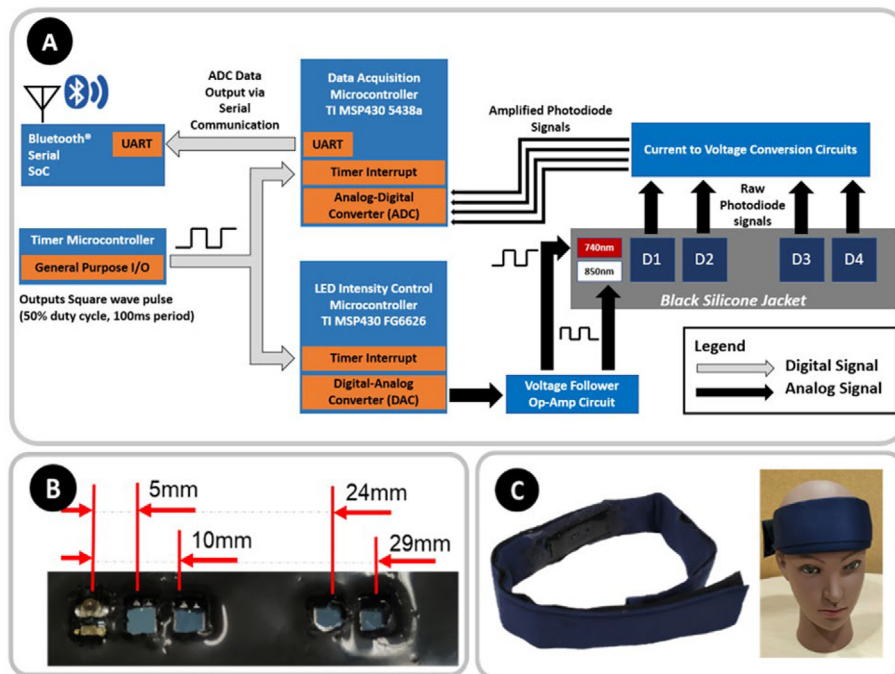 A
ADC Data
Output via
Serial
Communication
Bluetooth®
Serial
SoC
UART
Data Acquisition
Microcontroller
TI MSP430 5438a
UART
Timer Interrupt
Analog-Digital
Converter (ADC)
Amplified Photodiode
Signals
Current to Voltage Conversion Circuits
Raw
Photodiode
signals
Timer Microcontroller
General Purpose I/O
Outputs Square wave pulse
(50% duty cycle, 100ms period)
LED Intensity Control
Microcontroller
TI MSP430 FG6626
Timer Interrupt
Digital-Analog
Converter (DAC)
740nm
850nm
D1
D2
D3
D4
Black Silicone Jacket
Voltage Follower
Op-Amp Circuit
Legend
Digital Signal
Analog Signal
B
5mm
24mm
10mm
29mm
C